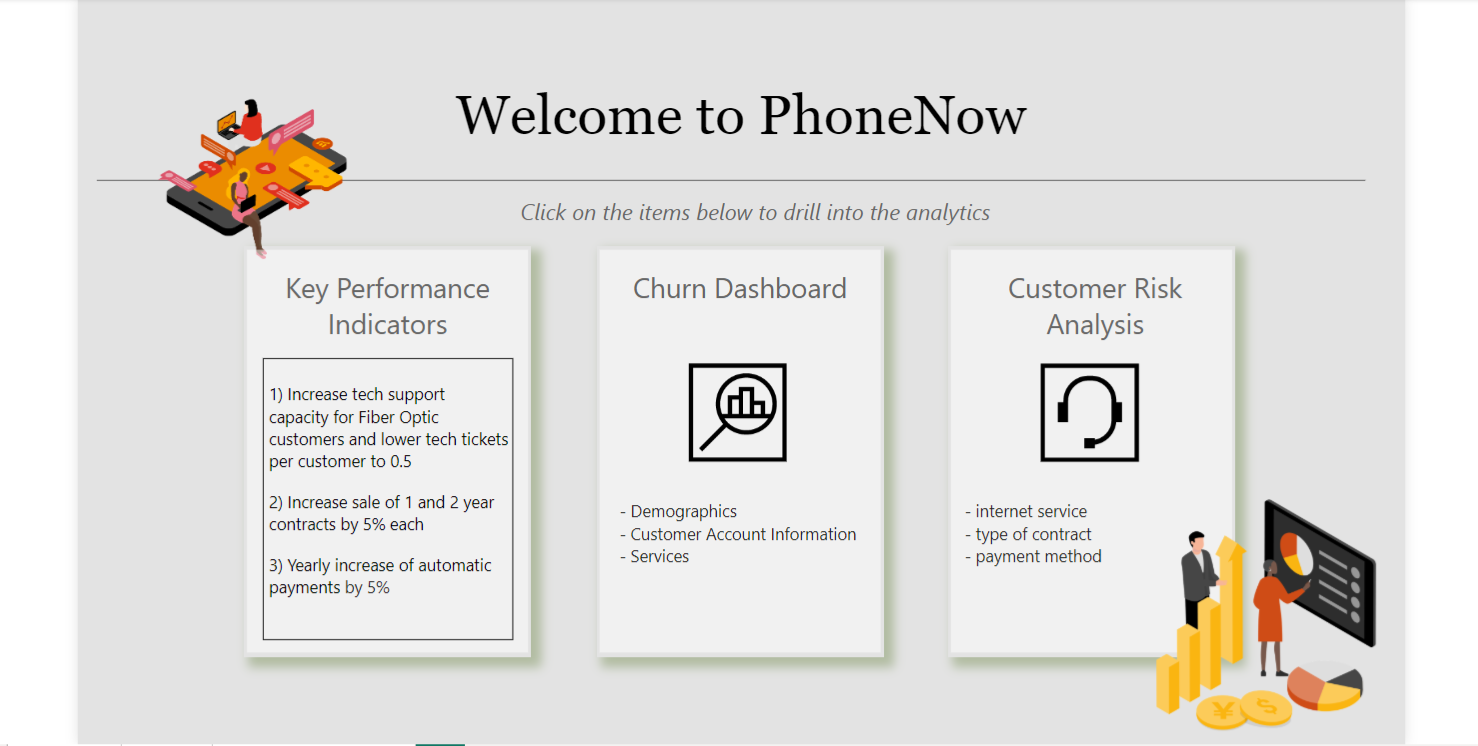 Welcome to PhoneNow
Click on the items below to drill into the analytics
Key Performance
Indicators
1) Increase tech support
capacity for Fiber Optic
customers and lower tech tickets
per customer to 0.5
2) Increase sale of 1 and 2 year
contracts by 5% each
3) Yearly increase of automatic
payments by 5%
Churn Dashboard
- Demographics
- Customer Account Information
- Services
Customer Risk
Analysis
- internet service
- type of contract
- payment method
¥
$